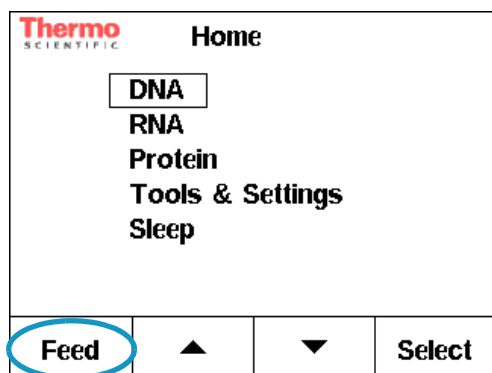 Thermo
SCIENTIFIC
Home
DNA
RNA
Protein
Tools & Settings
Sleep
Feed ▲ ▼ Select